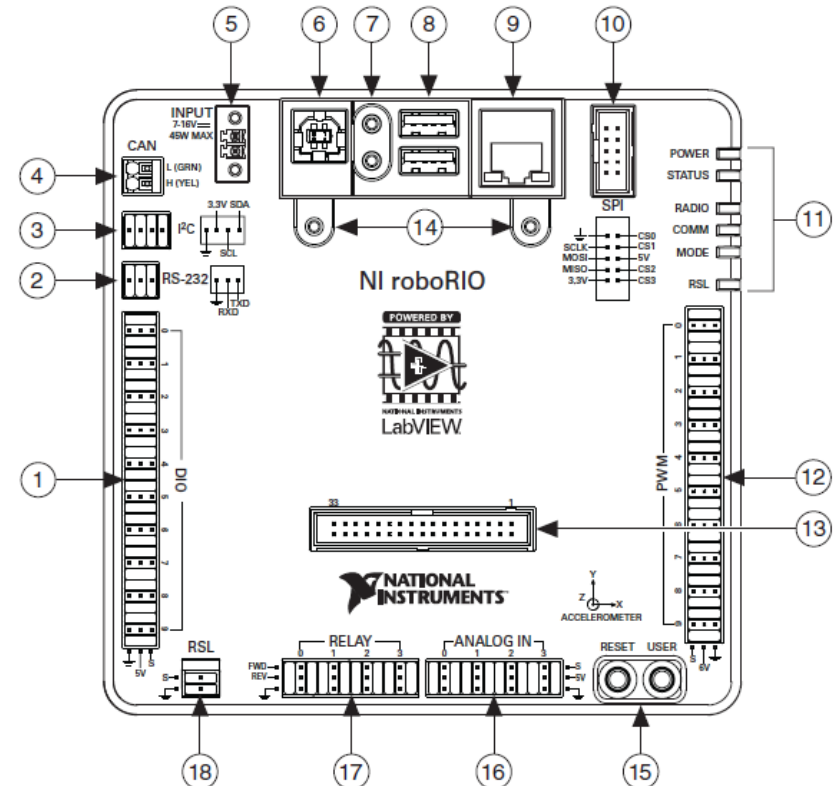 5 6 7 8 9 10
INPUT
7-16V
45W MAX
CAN
4
L (GRN)
H (YEL)
POWER
STATUS
RADIO
COMM
MODE
RSL
11
3
I²C
3.3V SDA
SCL
14
SPI
CS0
SCLK CS1
MOSI 5V
MISO CS2
3.3V CS3
2
RS-232
TXD
RXD
NI roboRIO
POWERED BY
NATIONAL INSTRUMENTS
LabVIEW
1
DIO
0
1
2
3
4
5
6
7
8
9
5V S
PWM
0
1
2
3
4
5
6
7
8
9
S 6V
12
33 1
13
NATIONAL
INSTRUMENTS
Y
Z X
ACCELEROMETER
RSL
S
RELAY
0 1 2 3
FWD
REV
ANALOG IN
0 1 2 3
S
5V
RESET USER
18 17 16 15